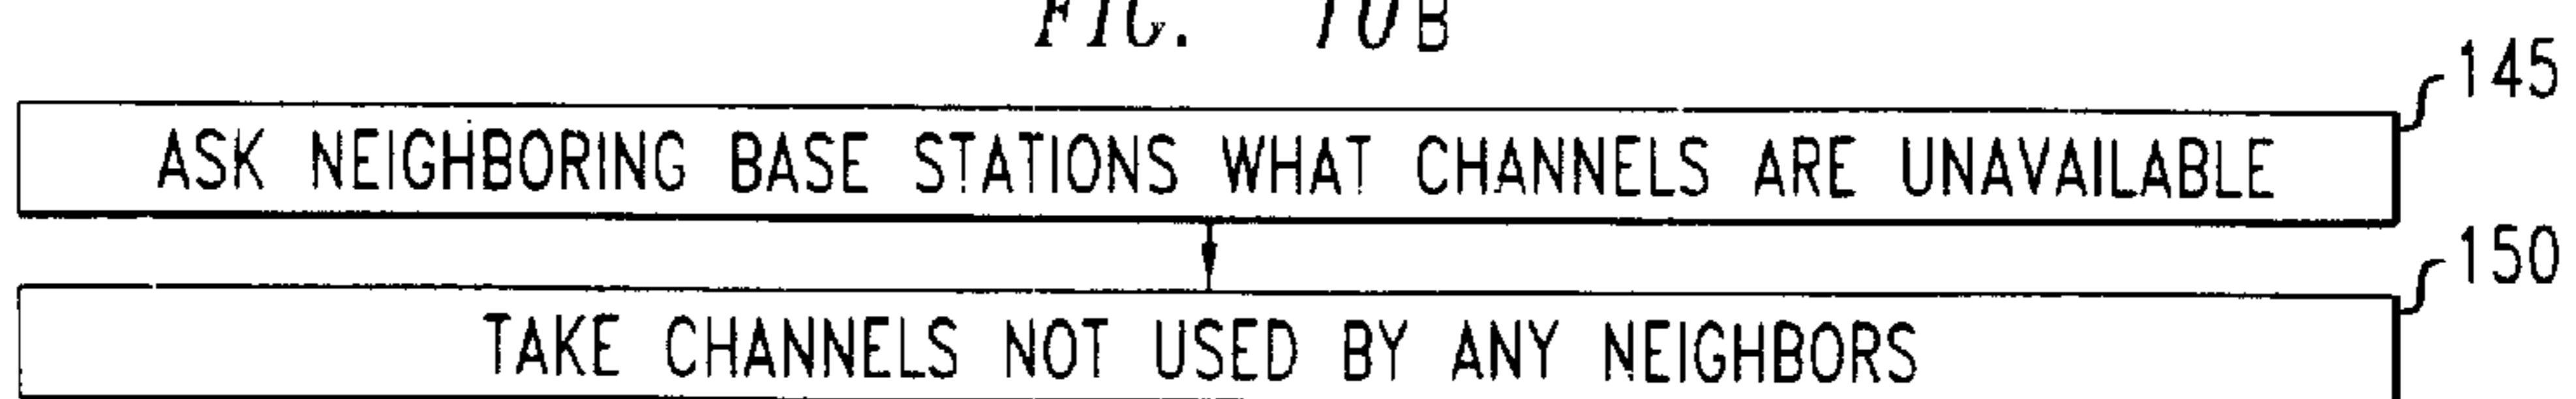 FIG. 10B
145
ASK NEIGHBORING BASE STATIONS WHAT CHANNELS ARE UNAVAILABLE
150
TAKE CHANNELS NOT USED BY ANY NEIGHBORS